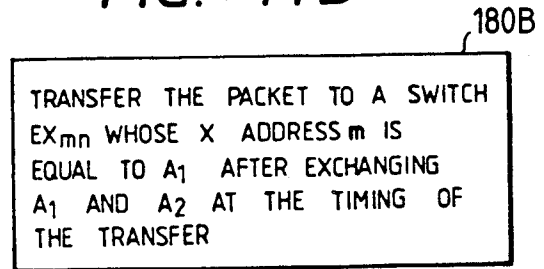 180B
TRANSFER THE PACKET TO A SWITCH
EXmn WHOSE X ADDRESS m IS
EQUAL TO A1 AFTER EXCHANGING
A1 AND A2 AT THE TIMING OF
THE TRANSFER